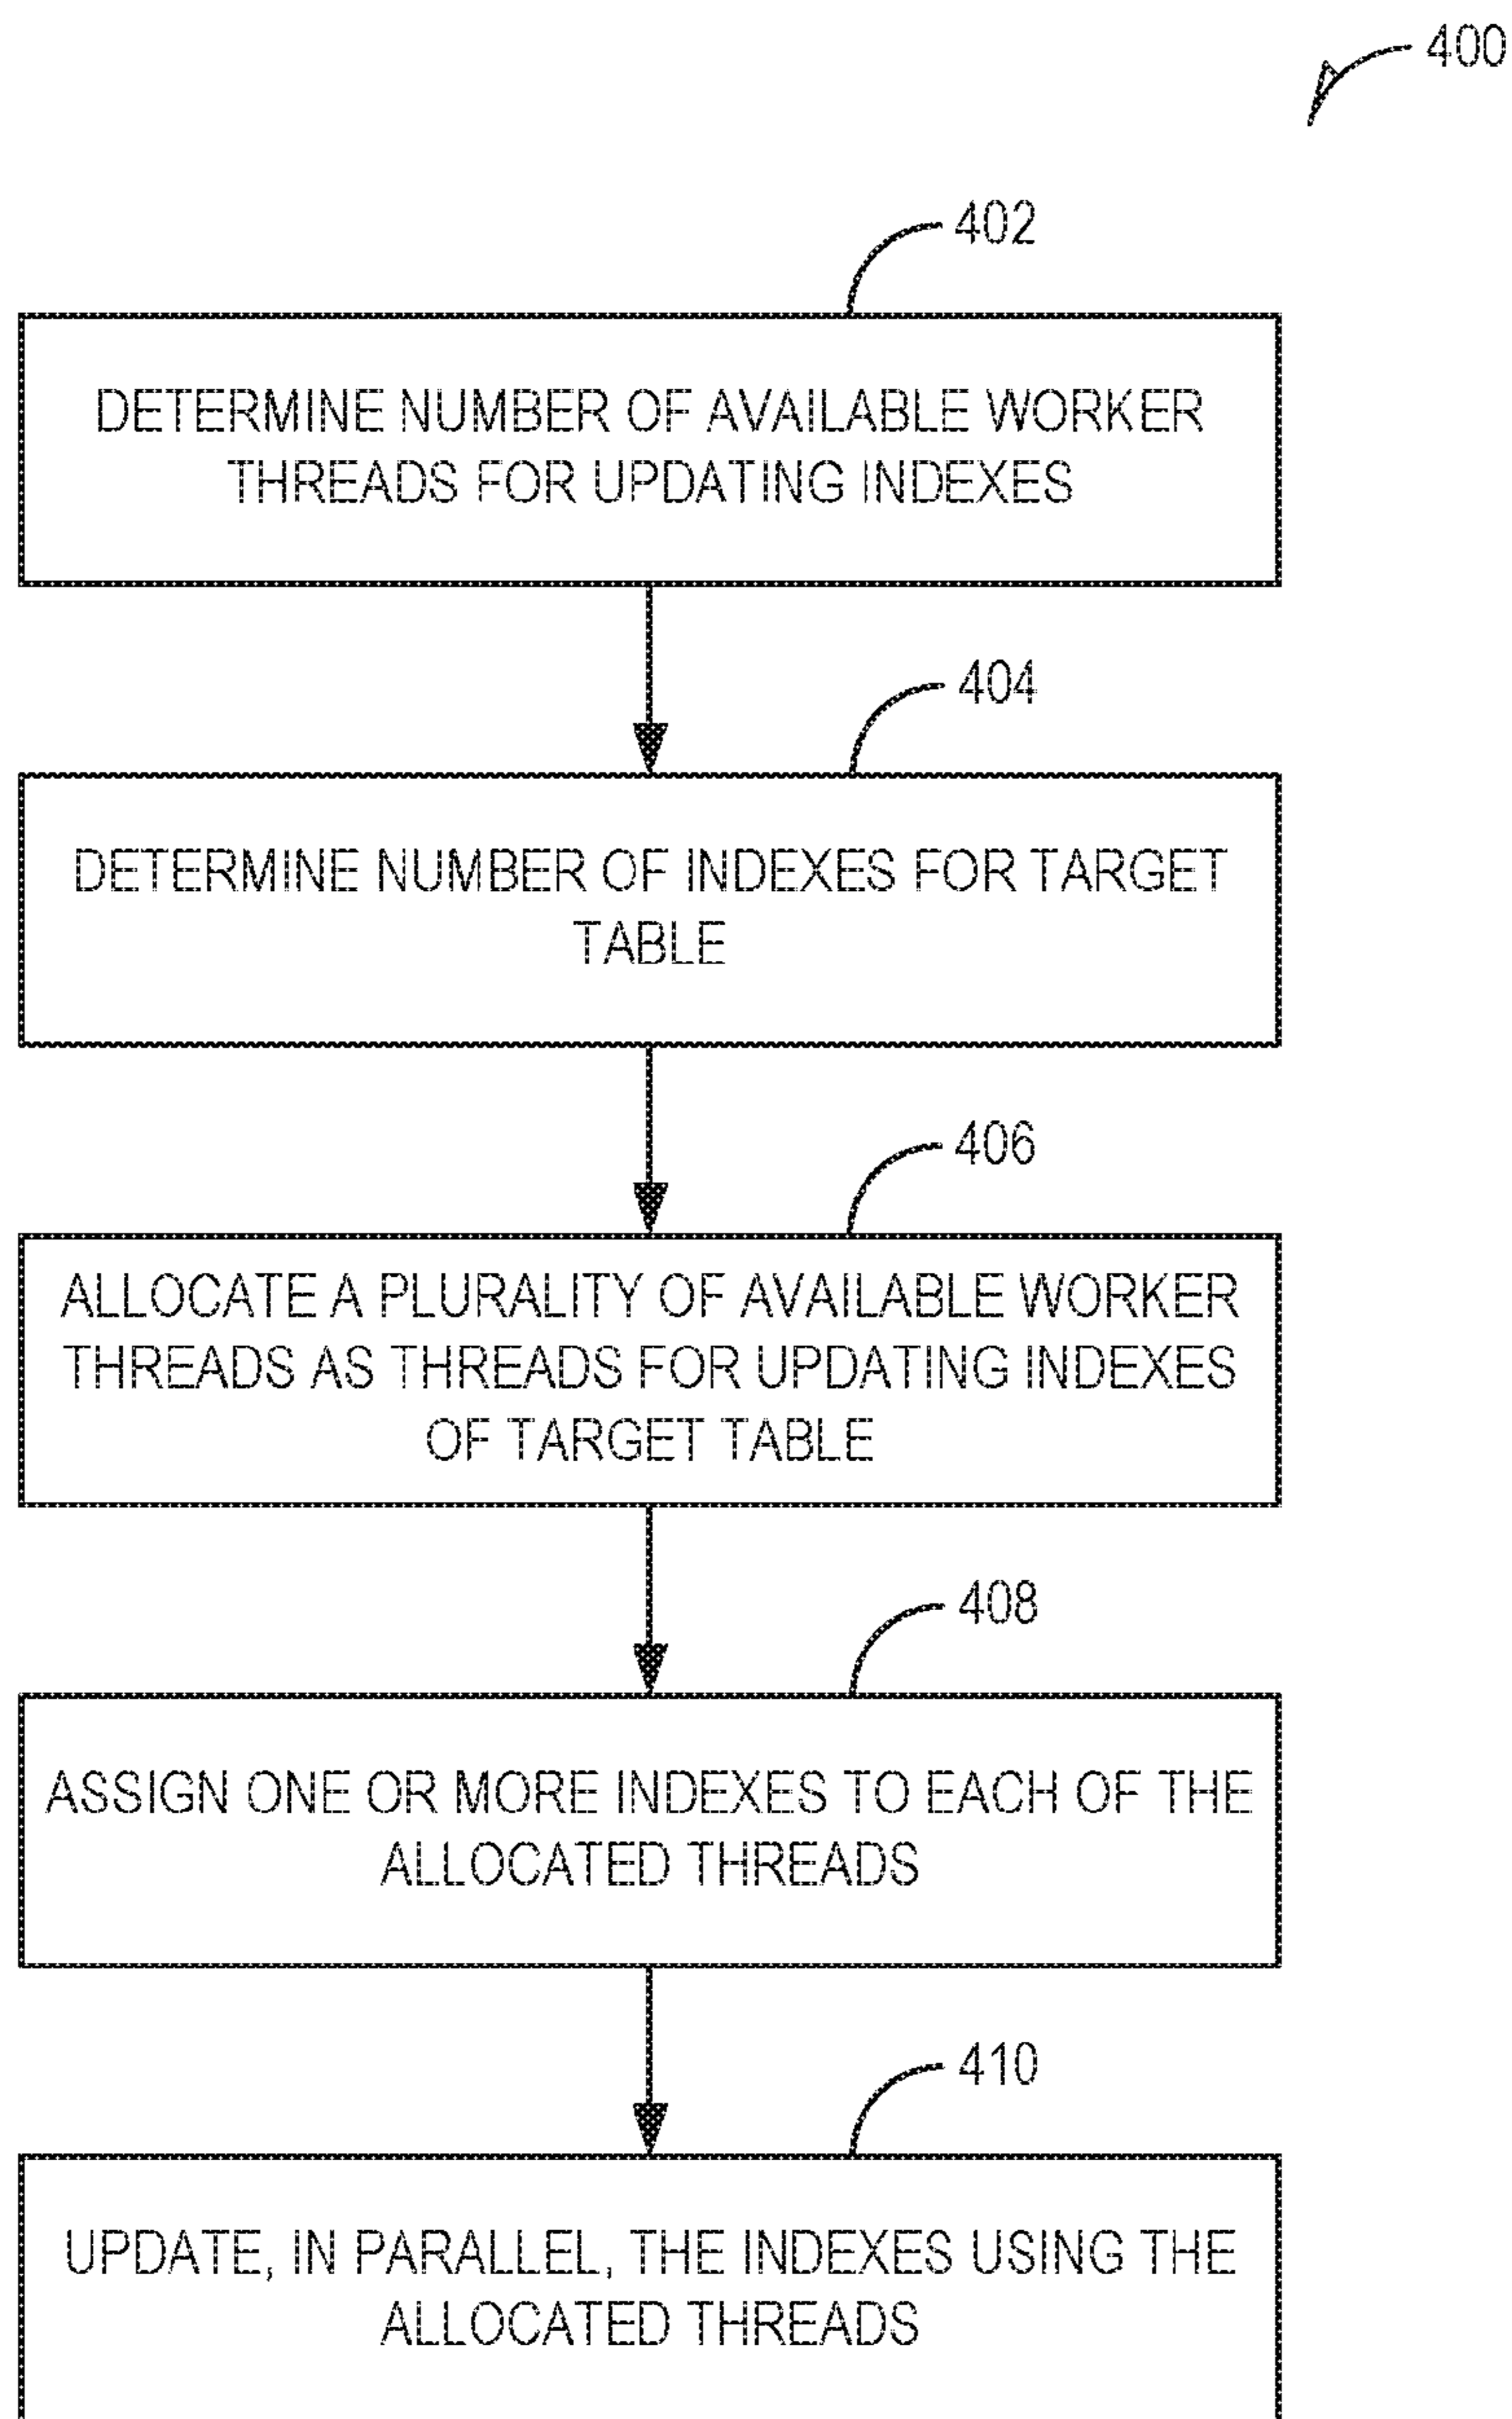 400
402
DETERMINE NUMBER OF AVAILABLE WORKER
THREADS FOR UPDATING INDEXES
404
DETERMINE NUMBER OF INDEXES FOR TARGET
TABLE
406
ALLOCATE A PLURALITY OF AVAILABLE WORKER
THREADS AS THREADS FOR UPDATING INDEXES
OF TARGET TABLE
408
ASSIGN ONE OR MORE INDEXES TO EACH OF THE
ALLOCATED THREADS
410
UPDATE, IN PARALLEL, THE INDEXES USING THE
ALLOCATED THREADS